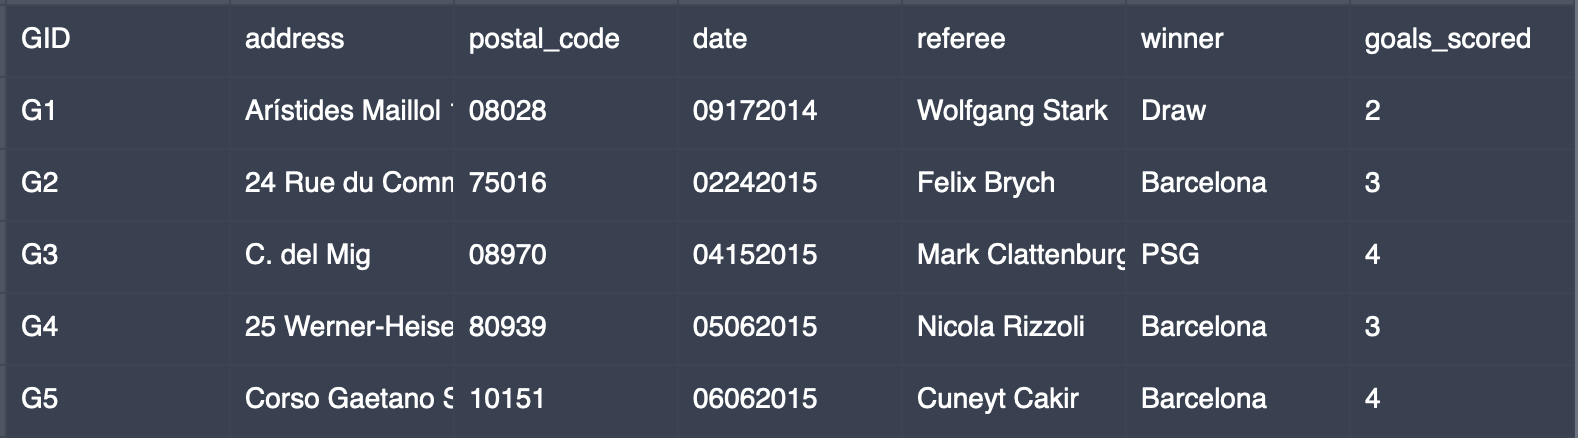 GID address postal_code date referee winner goals_scored
G1 Arístides Maillol 08028 09172014 Wolfgang Stark Draw 2
G2 24 Rue du 75016 02242015 Felix Brych Barcelona 3
G3 C. del Mig 08970 04152015 Mark Clattenburg PSG 4
G4 25 Werner-Heise 80939 05062015 Nicola Rizzoli Barcelona 3
G5 Corso Gaetano S 10151 06062015 Cuneyt Cakir Barcelona 4